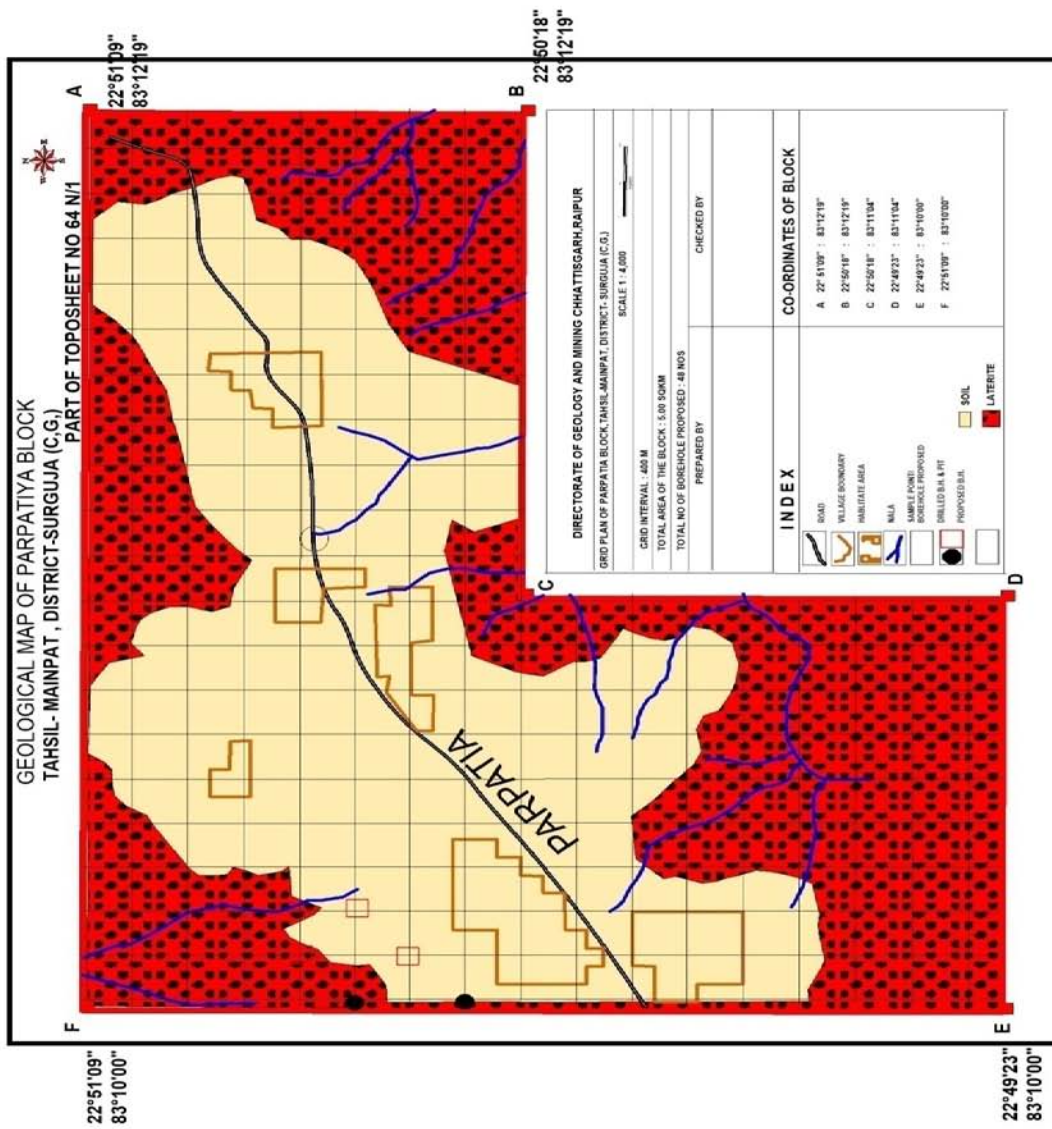 GEOLOGICAL MAP OF PARPATIYA BLOCK
TAHSIL- MAINPAT , DISTRICT-SURGUJA (C,G,)
PART OF TOPOSHEET NO 64 N/1
N
E
S
W
F
22°51'09"
83°10'00"
A
22°51'09"
83°12'19"
B
22°50'18"
83°12'19"
C
D
E
22°49'23"
83°10'00"
PARPATIA
DIRECTORATE OF GEOLOGY AND MINING CHHATTISGARH,RAIPUR
GRID PLAN OF PARPATIA BLOCK,TAHSIL-MAINPAT, DISTRICT- SURGUJA (C,G,)
SCALE 1 : 4,000
GRID INTERVAL : 400 M
TOTAL AREA OF THE BLOCK : 5.00 SQKM
TOTAL NO OF BOREHOLE PROPOSED : 48 NOS
PREPARED BY
CHECKED BY
INDEX
ROAD
VILLAGE BOUNDARY
HABLITATE AREA
NALA
SAMPLE POINT/
BOREHOLE PROPOSED
DRILLED B.H. & PIT
PROPOSED B.H.
SOIL
LATERITE
CO-ORDINATES OF BLOCK
A 22°51'09" : 83°12'19"
B 22°50'18" : 83°12'19"
C 22°50'18" : 83°11'04"
D 22°49'23" : 83°11'04"
E 22°49'23" : 83°10'00"
F 22°51'09" : 83°10'00"